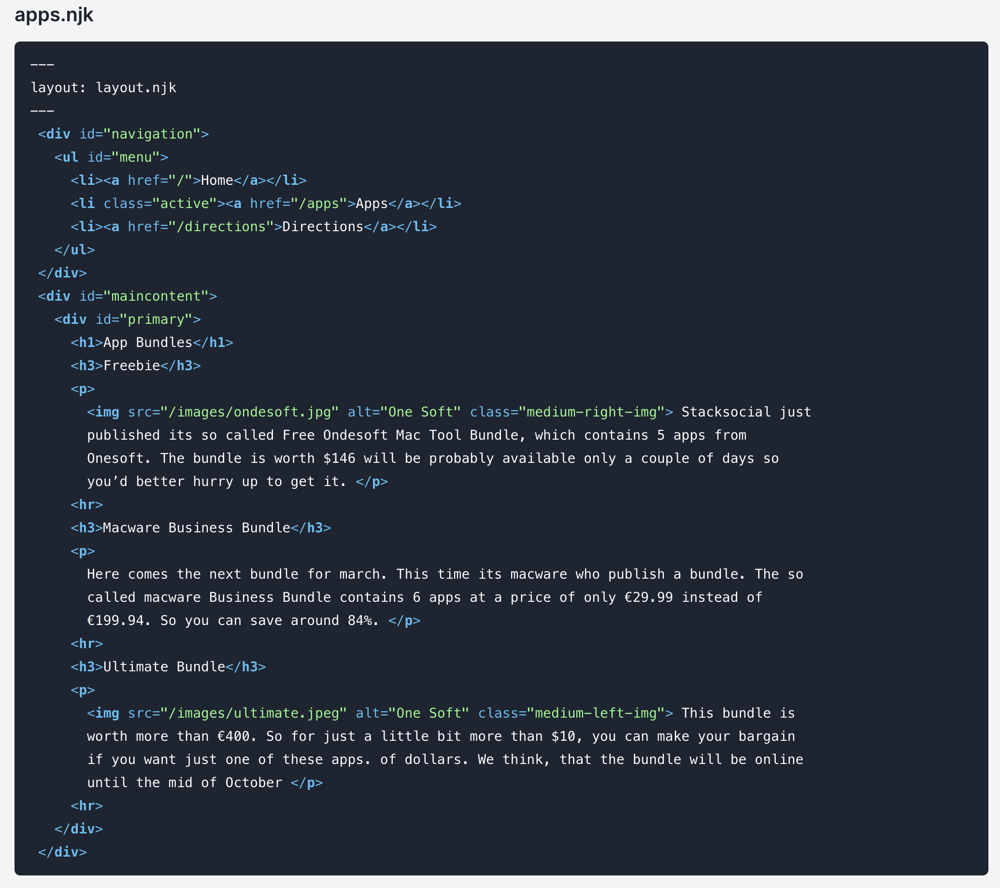 apps.njk
---
layout: layout.njk
---
<div id="navigation">
<ul id="menu">
<li><a href="/">Home</a></li>
<li class="active"><a href="/apps">Apps</a></li>
<li><a href="/directions">Directions</a></li>
</ul>
</div>
<div id="maincontent">
<div id="primary">
<h1>App Bundles</h1>
<h3>Freebie</h3>
<p>
<img src="/images/ondesoft.jpg" alt="One Soft" class="medium-right-img"> Stacksocial just
published its so called Free Ondesoft Mac Tool Bundle, which contains 5 apps from
Onesoft. The bundle is worth $146 will be probably available only a couple of days so
you’d better hurry up to get it. </p>
<hr>
<h3>Macware Business Bundle</h3>
<p>
Here comes the next bundle for march. This time its macware who publish a bundle. The so
called macware Business Bundle contains 6 apps at a price of only €29.99 instead of
€199.94. So you can save around 84%. </p>
<hr>
<h3>Ultimate Bundle</h3>
<p>
<img src="/images/ultimate.jpeg" alt="One Soft" class="medium-left-img"> This bundle is
worth more than €400. So for just a little bit more than $10, you can make your bargain
if you want just one of these apps. of dollars. We think, that the bundle will be online
until the mid of October </p>
<hr>
</div>
</div>